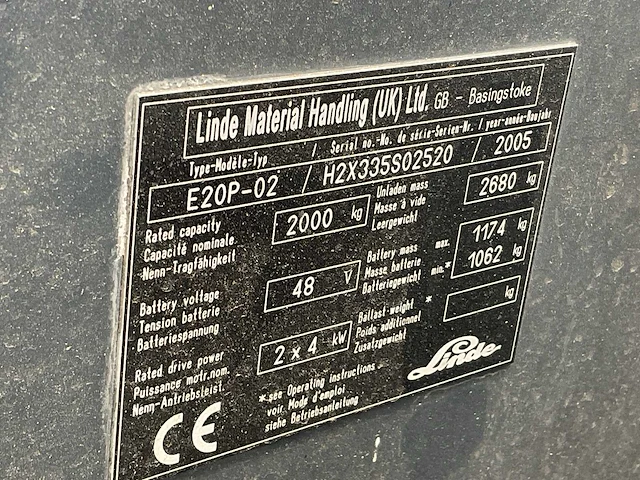 Linde Material Handling (UK) Ltd. GB - Basingstoke
Type-Modèle-Typ / Serial no.-No. de série-Serien-Nr. / year-année-Baujahr
E20P-02 / H2X335S02520 / 2005
Rated capacity
Capacité nominale
Nenn-Tragfähigkeit
2000 kg
Unladen mass
Masse à vide
Leergewicht
2680 kg
Battery voltage
Tension batterie
Batteriespannung
48 V
Battery mass max.
Masse batterie
Batteriegewicht min.*
1174 kg
1062 kg
Rated drive power
Puissance motr.nom.
Nenn-Antriebsleist.
2 x 4 kW
Ballast-weight *
Poids additionnel
Zusatzgewicht
kg
*see Operating instructions
voir Mode d'emploi
siehe Betriebsanleitung
CE
Linde